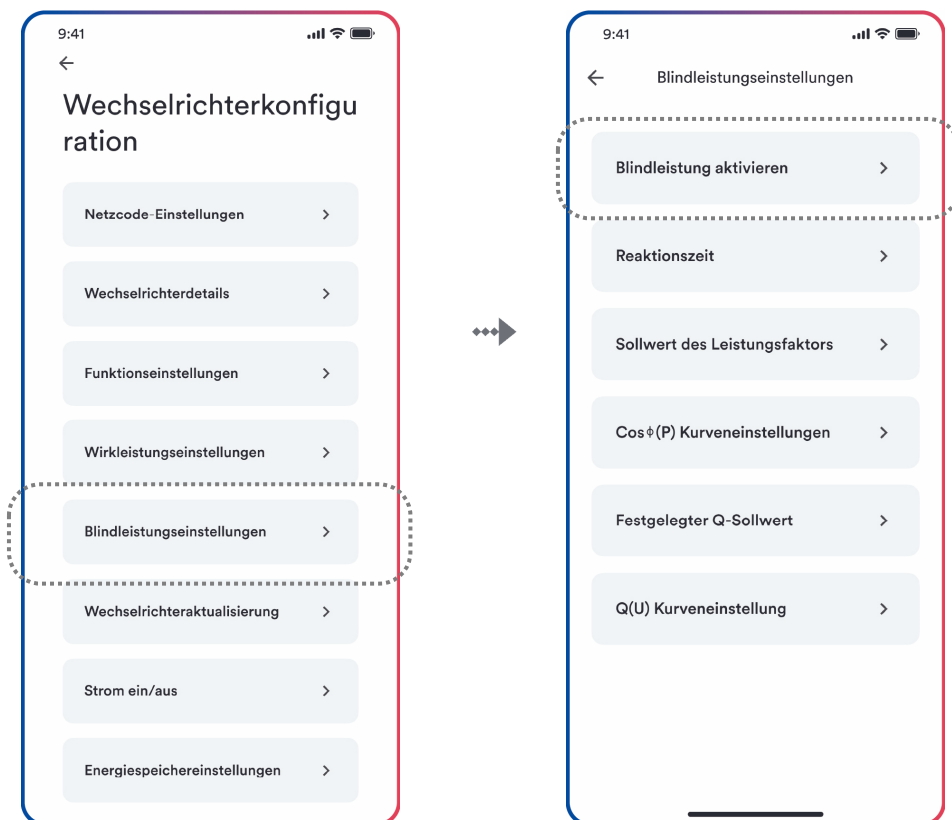 9:41
Wechselrichterkonfigu
ration
Netzcode-Einstellungen
Wechselrichterdetails
Funktionseinstellungen
Wirkleistungseinstellungen
Blindleistungseinstellungen
Wechselrichteraktualisierung
Strom ein/aus
Energiespeichereinstellungen
9:41
Blindleistungseinstellungen
Blindleistung aktivieren
Reaktionszeit
Sollwert des Leistungsfaktors
Cosϕ(P) Kurveneinstellungen
Festgelegter Q-Sollwert
Q(U) Kurveneinstellung